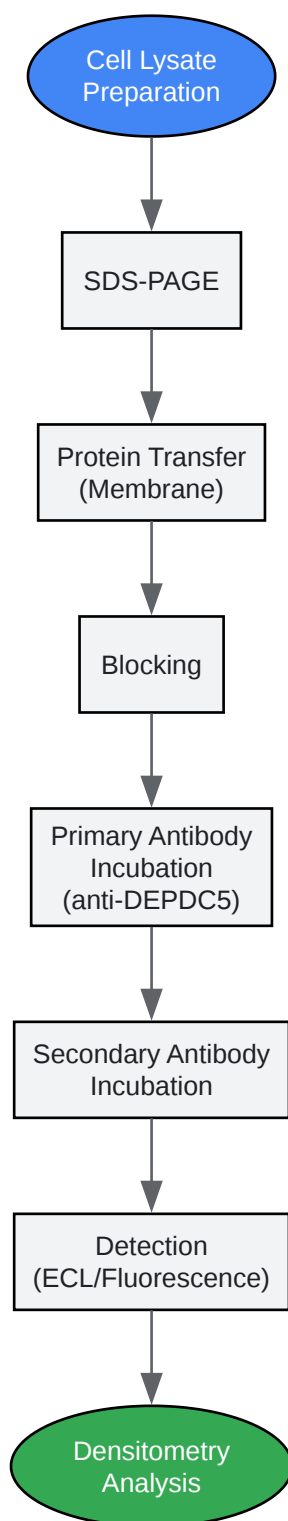 Cell Lysate
Preparation
SDS-PAGE
Protein Transfer
(Membrane)
Blocking
Primary Antibody
Incubation
(anti-DEPDC5)
Secondary Antibody
Incubation
Detection
(ECL/Fluorescence)
Densitometry
Analysis